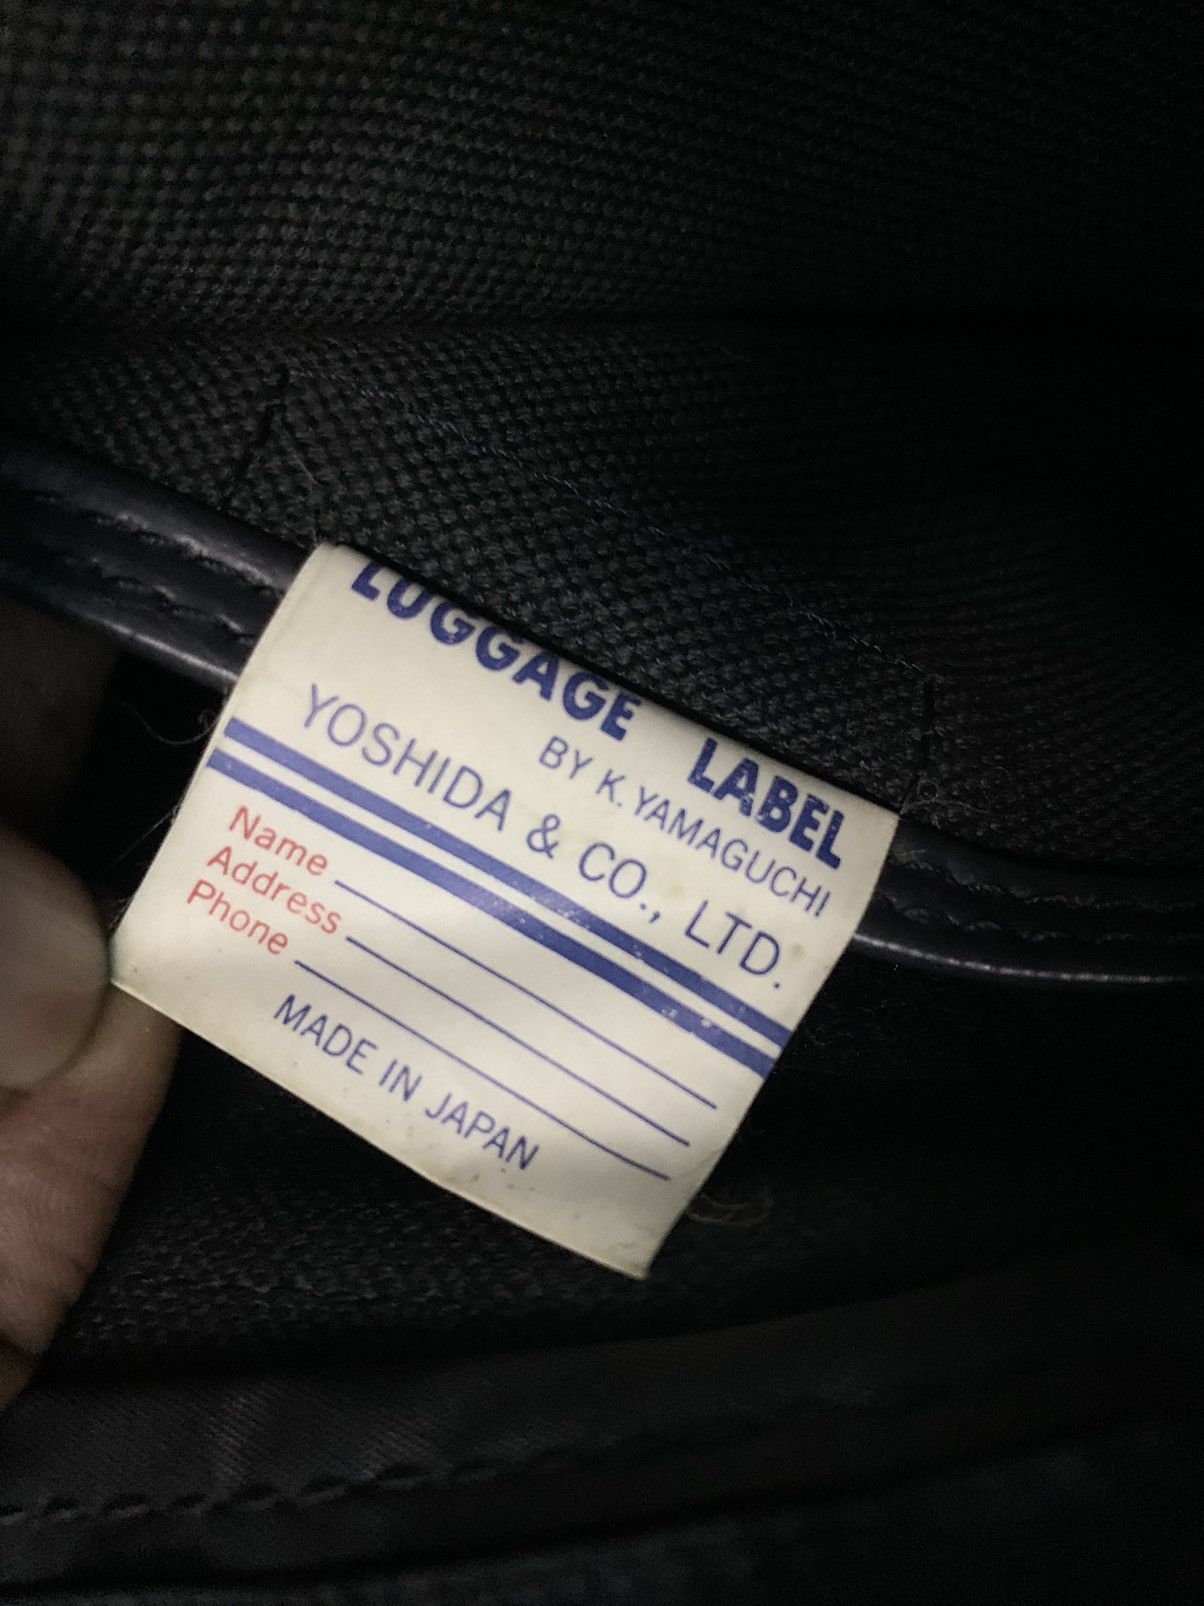 LUGGAGE LABEL
BY K.YAMAGUCHI
YOSHIDA & CO., LTD.
Name
Address
Phone
MADE IN JAPAN